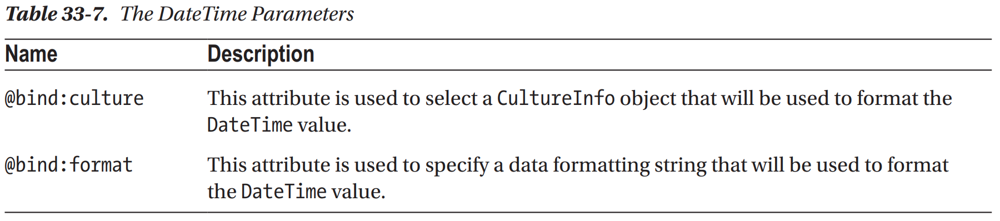 Table 33-7. The DateTime Parameters
Name Description
@bind:culture This attribute is used to select a CultureInfo object that will be used to format the
DateTime value.
@bind:format This attribute is used to specify a data formatting string that will be used to format
the DateTime value.